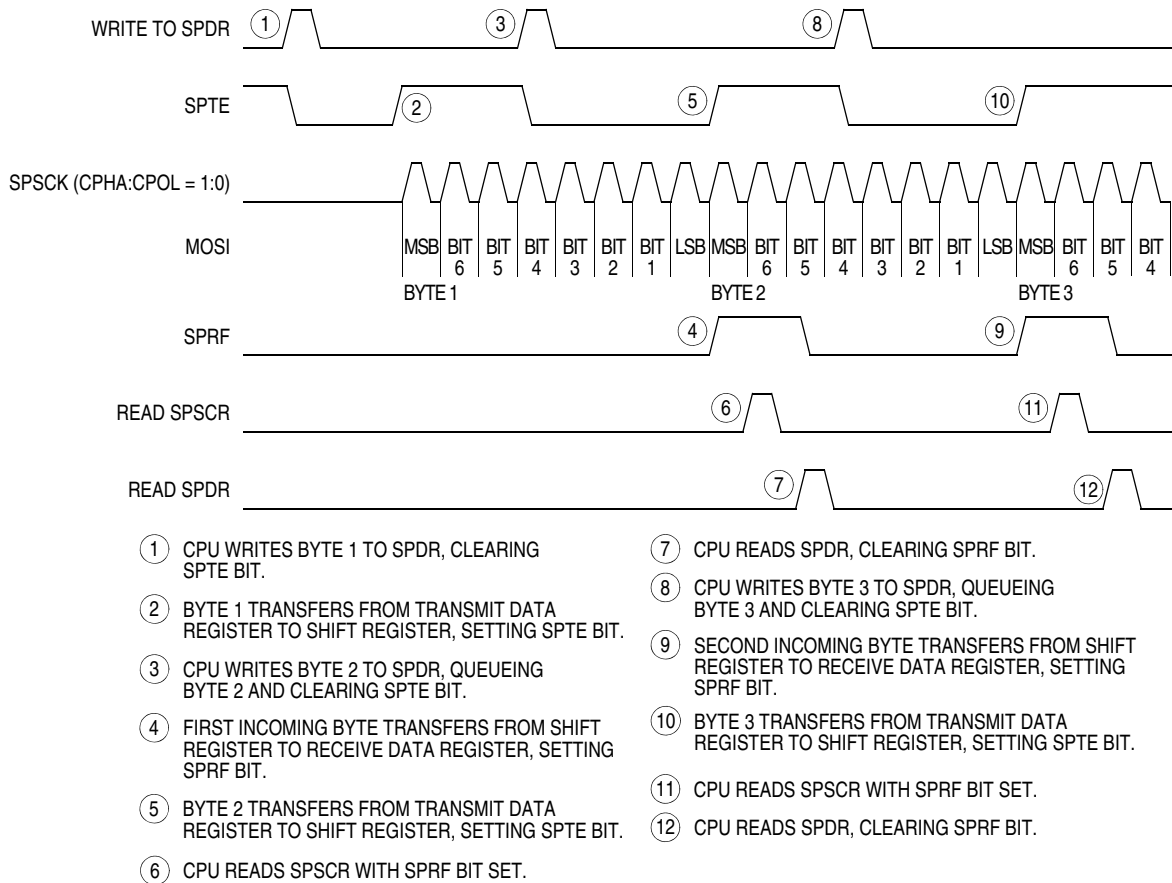 WRITE TO SPDR 1 3 8
SPTE 2 5 10
SPSCK (CPHA:CPOL = 1:0)
MOSI MSB BIT BIT BIT BIT BIT BIT LSB MSB BIT BIT BIT BIT BIT BIT LSB MSB BIT BIT BIT
6 5 4 3 2 1 6 5 4 3 2 1 6 5 4
BYTE 1 BYTE 2 BYTE 3
SPRF 4 9
READ SPSCR 6 11
READ SPDR 7 12
1 CPU WRITES BYTE 1 TO SPDR, CLEARING
SPTE BIT.
2 BYTE 1 TRANSFERS FROM TRANSMIT DATA
REGISTER TO SHIFT REGISTER, SETTING SPTE BIT.
3 CPU WRITES BYTE 2 TO SPDR, QUEUEING
BYTE 2 AND CLEARING SPTE BIT.
4 FIRST INCOMING BYTE TRANSFERS FROM SHIFT
REGISTER TO RECEIVE DATA REGISTER, SETTING
SPRF BIT.
5 BYTE 2 TRANSFERS FROM TRANSMIT DATA
REGISTER TO SHIFT REGISTER, SETTING SPTE BIT.
6 CPU READS SPSCR WITH SPRF BIT SET.
7 CPU READS SPDR, CLEARING SPRF BIT.
8 CPU WRITES BYTE 3 TO SPDR, QUEUEING
BYTE 3 AND CLEARING SPTE BIT.
9 SECOND INCOMING BYTE TRANSFERS FROM SHIFT
REGISTER TO RECEIVE DATA REGISTER, SETTING
SPRF BIT.
10 BYTE 3 TRANSFERS FROM TRANSMIT DATA
REGISTER TO SHIFT REGISTER, SETTING SPTE BIT.
11 CPU READS SPSCR WITH SPRF BIT SET.
12 CPU READS SPDR, CLEARING SPRF BIT.